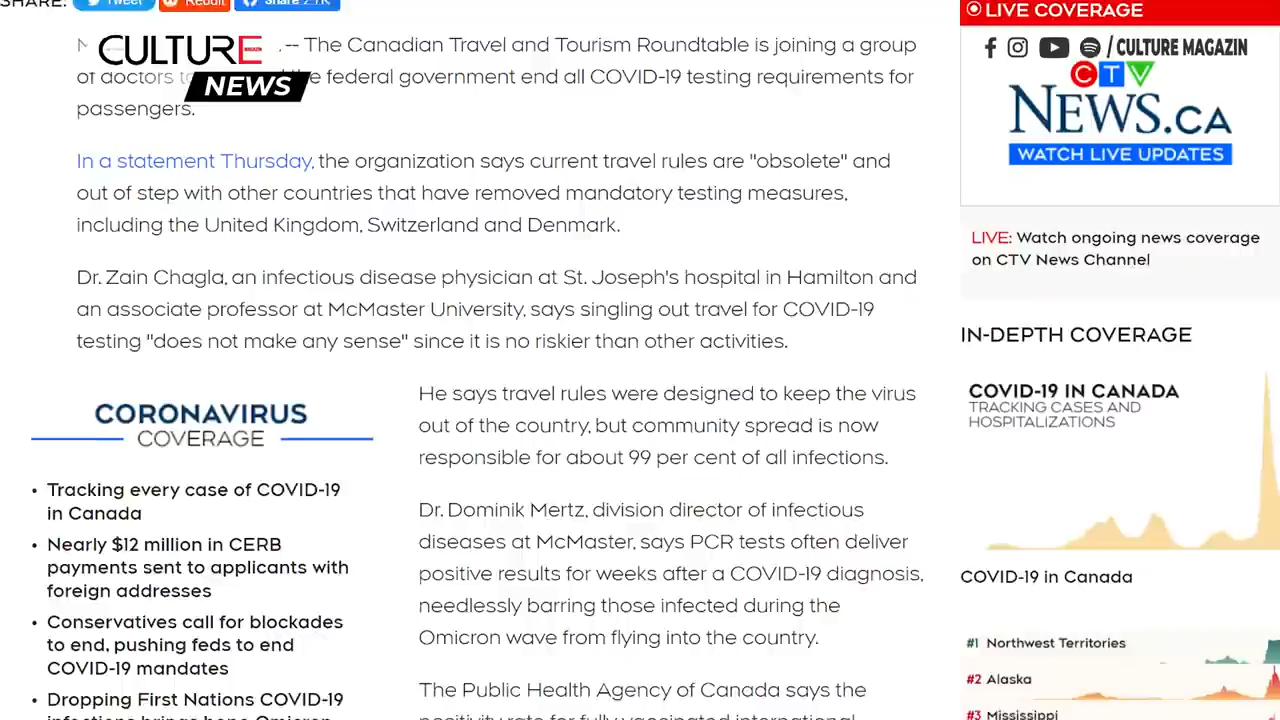 SHARE:
Tweet
Reddit
Share 2.7K
CULTURE
NEWS
-- The Canadian Travel and Tourism Roundtable is joining a group
of doctors the federal government end all COVID-19 testing requirements for
passengers.
In a statement Thursday, the organization says current travel rules are "obsolete" and
out of step with other countries that have removed mandatory testing measures,
including the United Kingdom, Switzerland and Denmark.
Dr. Zain Chagla, an infectious disease physician at St. Joseph's hospital in Hamilton and
an associate professor at McMaster University, says singling out travel for COVID-19
testing "does not make any sense" since it is no riskier than other activities.
CORONAVIRUS
COVERAGE
• Tracking every case of COVID-19
in Canada
• Nearly $12 million in CERB
payments sent to applicants with
foreign addresses
• Conservatives call for blockades
to end, pushing feds to end
COVID-19 mandates
• Dropping First Nations COVID-19
infections brings hope Omicron
He says travel rules were designed to keep the virus
out of the country, but community spread is now
responsible for about 99 per cent of all infections.
Dr. Dominik Mertz, division director of infectious
diseases at McMaster, says PCR tests often deliver
positive results for weeks after a COVID-19 diagnosis,
needlessly barring those infected during the
Omicron wave from flying into the country.
The Public Health Agency of Canada says the
positivity rate for fully vaccinated international
LIVE COVERAGE
/CULTURE MAGAZIN
CTV
NEWS.CA
WATCH LIVE UPDATES
LIVE: Watch ongoing news coverage
on CTV News Channel
IN-DEPTH COVERAGE
COVID-19 IN CANADA
TRACKING CASES AND
HOSPITALIZATIONS
COVID-19 in Canada
#1 Northwest Territories
#2 Alaska
#3 Mississippi